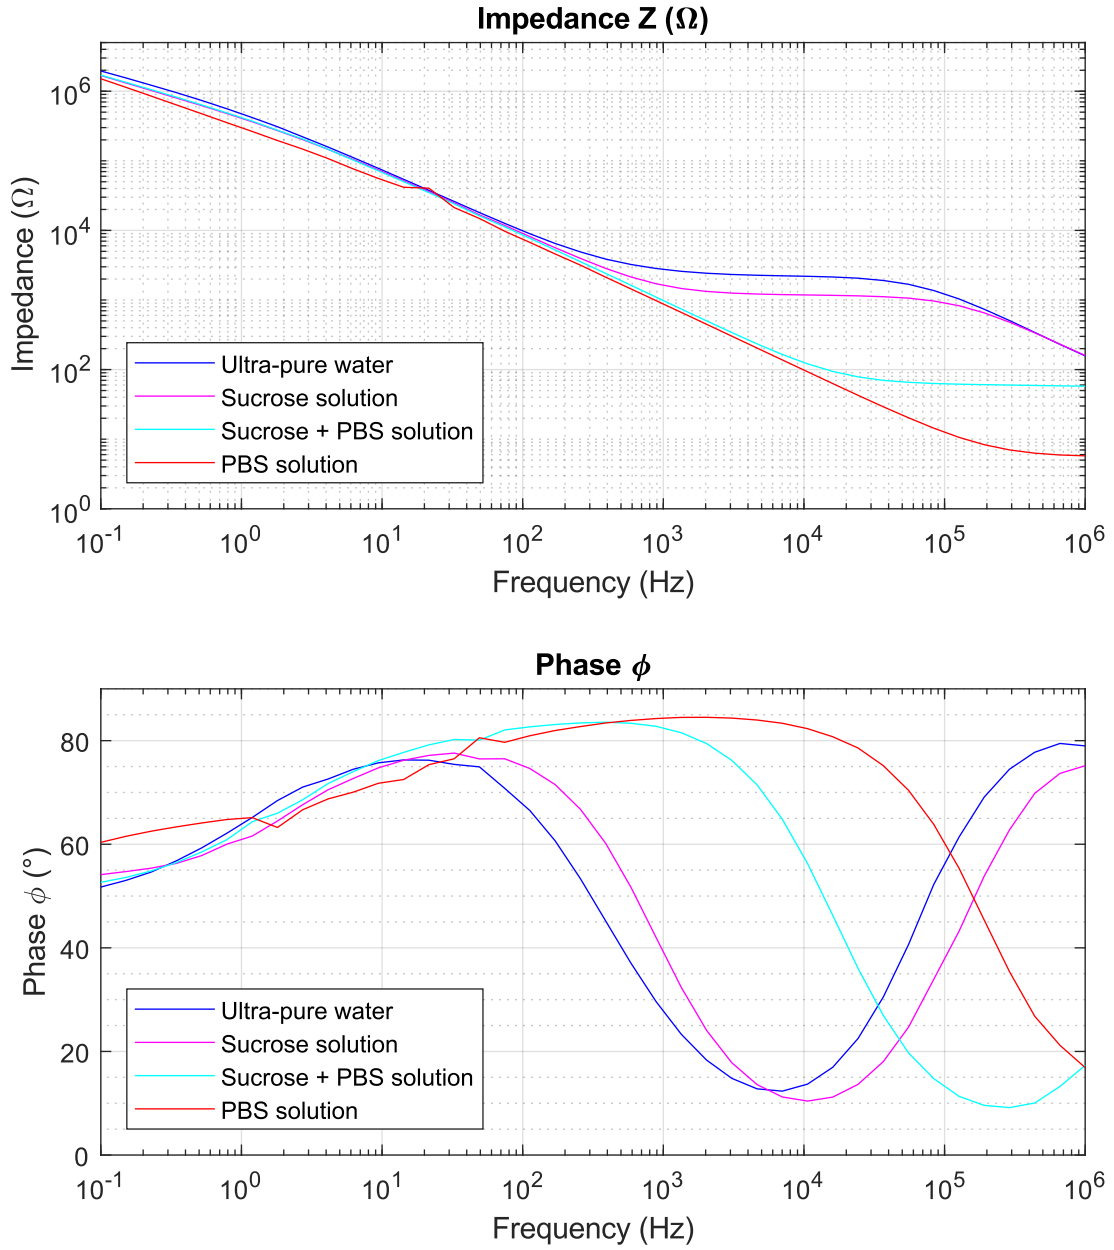 Impedance Z (Ω)
Impedance (Ω)
10^6
10^4
10^2
10^0
Ultra-pure water
Sucrose solution
Sucrose + PBS solution
PBS solution
10^-1 10^0 10^1 10^2 10^3 10^4 10^5 10^6
Frequency (Hz)
Phase ϕ
Phase ϕ (°)
80
60
40
20
0
Ultra-pure water
Sucrose solution
Sucrose + PBS solution
PBS solution
10^-1 10^0 10^1 10^2 10^3 10^4 10^5 10^6
Frequency (Hz)